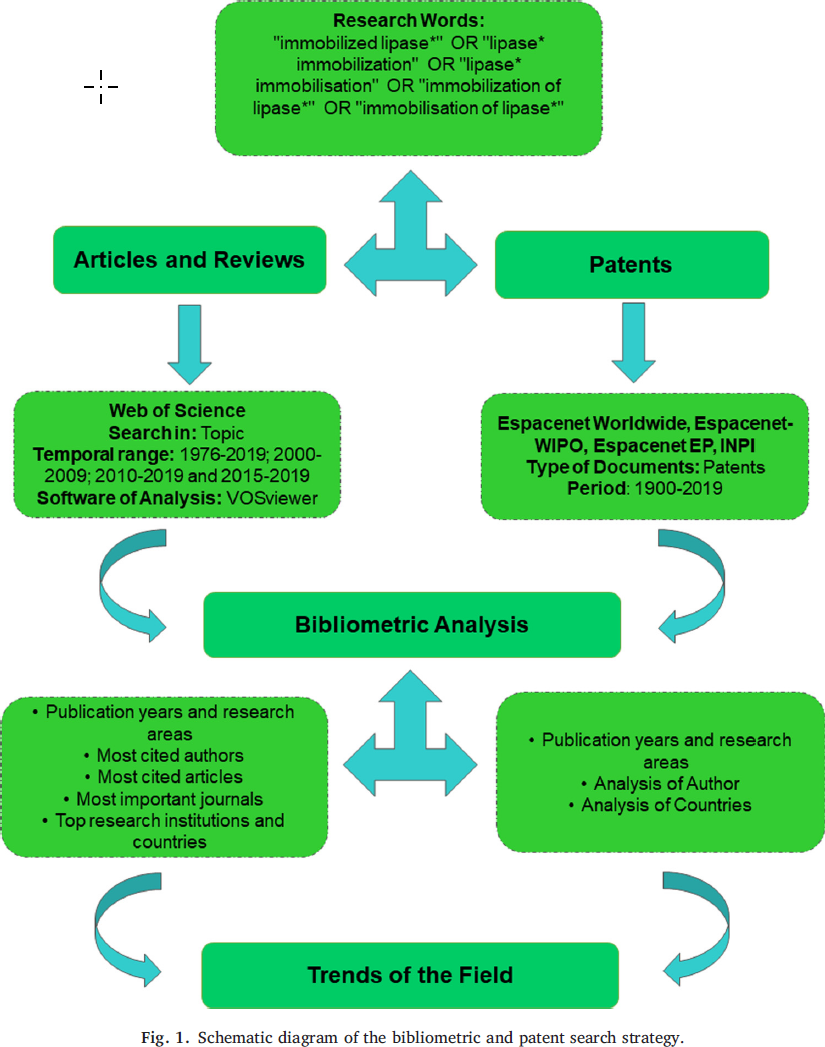 Research Words:
"immobilized lipase*" OR "lipase*
immobilization" OR "lipase*
immobilisation" OR "immobilization of
lipase*" OR "immobilisation of lipase*"
Articles and Reviews
Patents
Web of Science
Search in: Topic
Temporal range: 1976-2019; 2000-
2009; 2010-2019 and 2015-2019
Software of Analysis: VOSviewer
Espacenet Worldwide, Espacenet-
WIPO, Espacenet EP, INPI
Type of Documents: Patents
Period: 1900-2019
Bibliometric Analysis
• Publication years and research
areas
• Most cited authors
• Most cited articles
• Most important journals
• Top research institutions and
countries
• Publication years and research
areas
• Analysis of Author
• Analysis of Countries
Trends of the Field
Fig. 1. Schematic diagram of the bibliometric and patent search strategy.